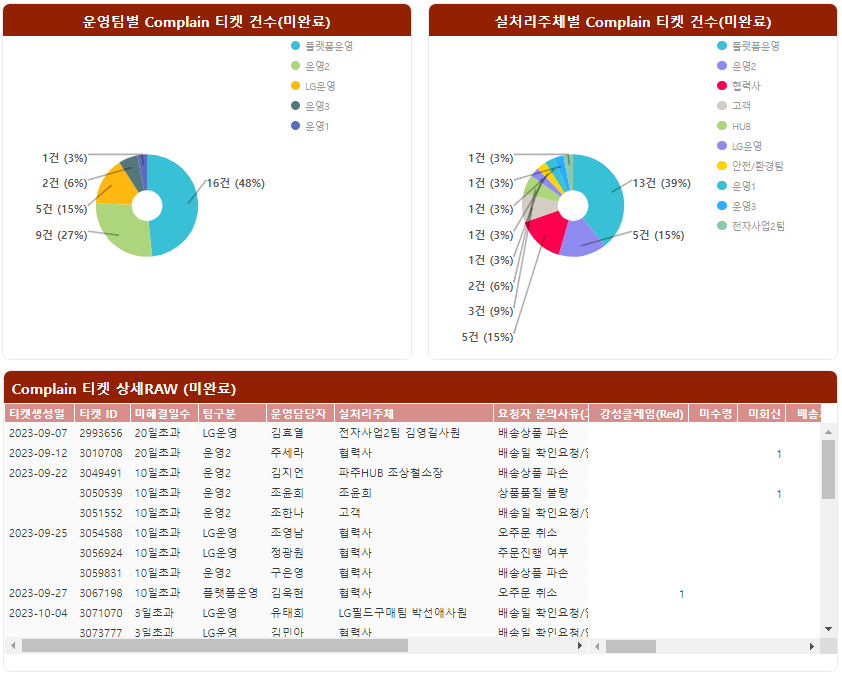 운영팀별 Complain 티켓 건수(미완료)
플랫폼운영
운영2
LG운영
운영3
운영1
1건 (3%)
2건 (6%)
5건 (15%)
9건 (27%)
16건 (48%)
실처리주체별 Complain 티켓 건수(미완료)
플랫폼운영
운영2
협력사
고객
HUB
LG운영
안전/환경팀
운영1
운영3
전자사업2팀
1건 (3%)
1건 (3%)
1건 (3%)
1건 (3%)
1건 (3%)
2건 (6%)
3건 (9%)
5건 (15%)
13건 (39%)
5건 (15%)
Complain 티켓 상세RAW (미완료)
티켓생성일 티켓 ID 미해결일수 팀구분 운영담당자 실처리주체 요청자 문의사유( 강성클레임(Red) 미수령 미회신 배송
2023-09-07 2993656 20일초과 LG운영 김효열 전자사업2팀 김영길사원 배송상품 파손
2023-09-12 3010708 20일초과 운영2 주세라 협력사 배송일 확인요청/ 1
2023-09-22 3049491 10일초과 운영2 김지언 파주HUB 조상철소장 배송상품 파손
3050539 10일초과 운영2 조윤희 조윤희 상품품질 불량 1
3051552 10일초과 운영2 조한나 고객 배송일 확인요청/
2023-09-25 3054588 10일초과 LG운영 조영남 협력사 오주문 취소
3056924 10일초과 LG운영 정광원 협력사 주문진행 여부
3059831 10일초과 운영2 구은영 협력사 배송상품 파손
2023-09-27 3067198 10일초과 플랫폼운영 김욱현 협력사 오주문 취소 1
2023-10-04 3071070 3일초과 LG운영 유태희 LG필드구매팀 박선애사원 배송일 확인요청/
3073777 3일초과 LG운영 김민아 협력사 배송일 확인요청/